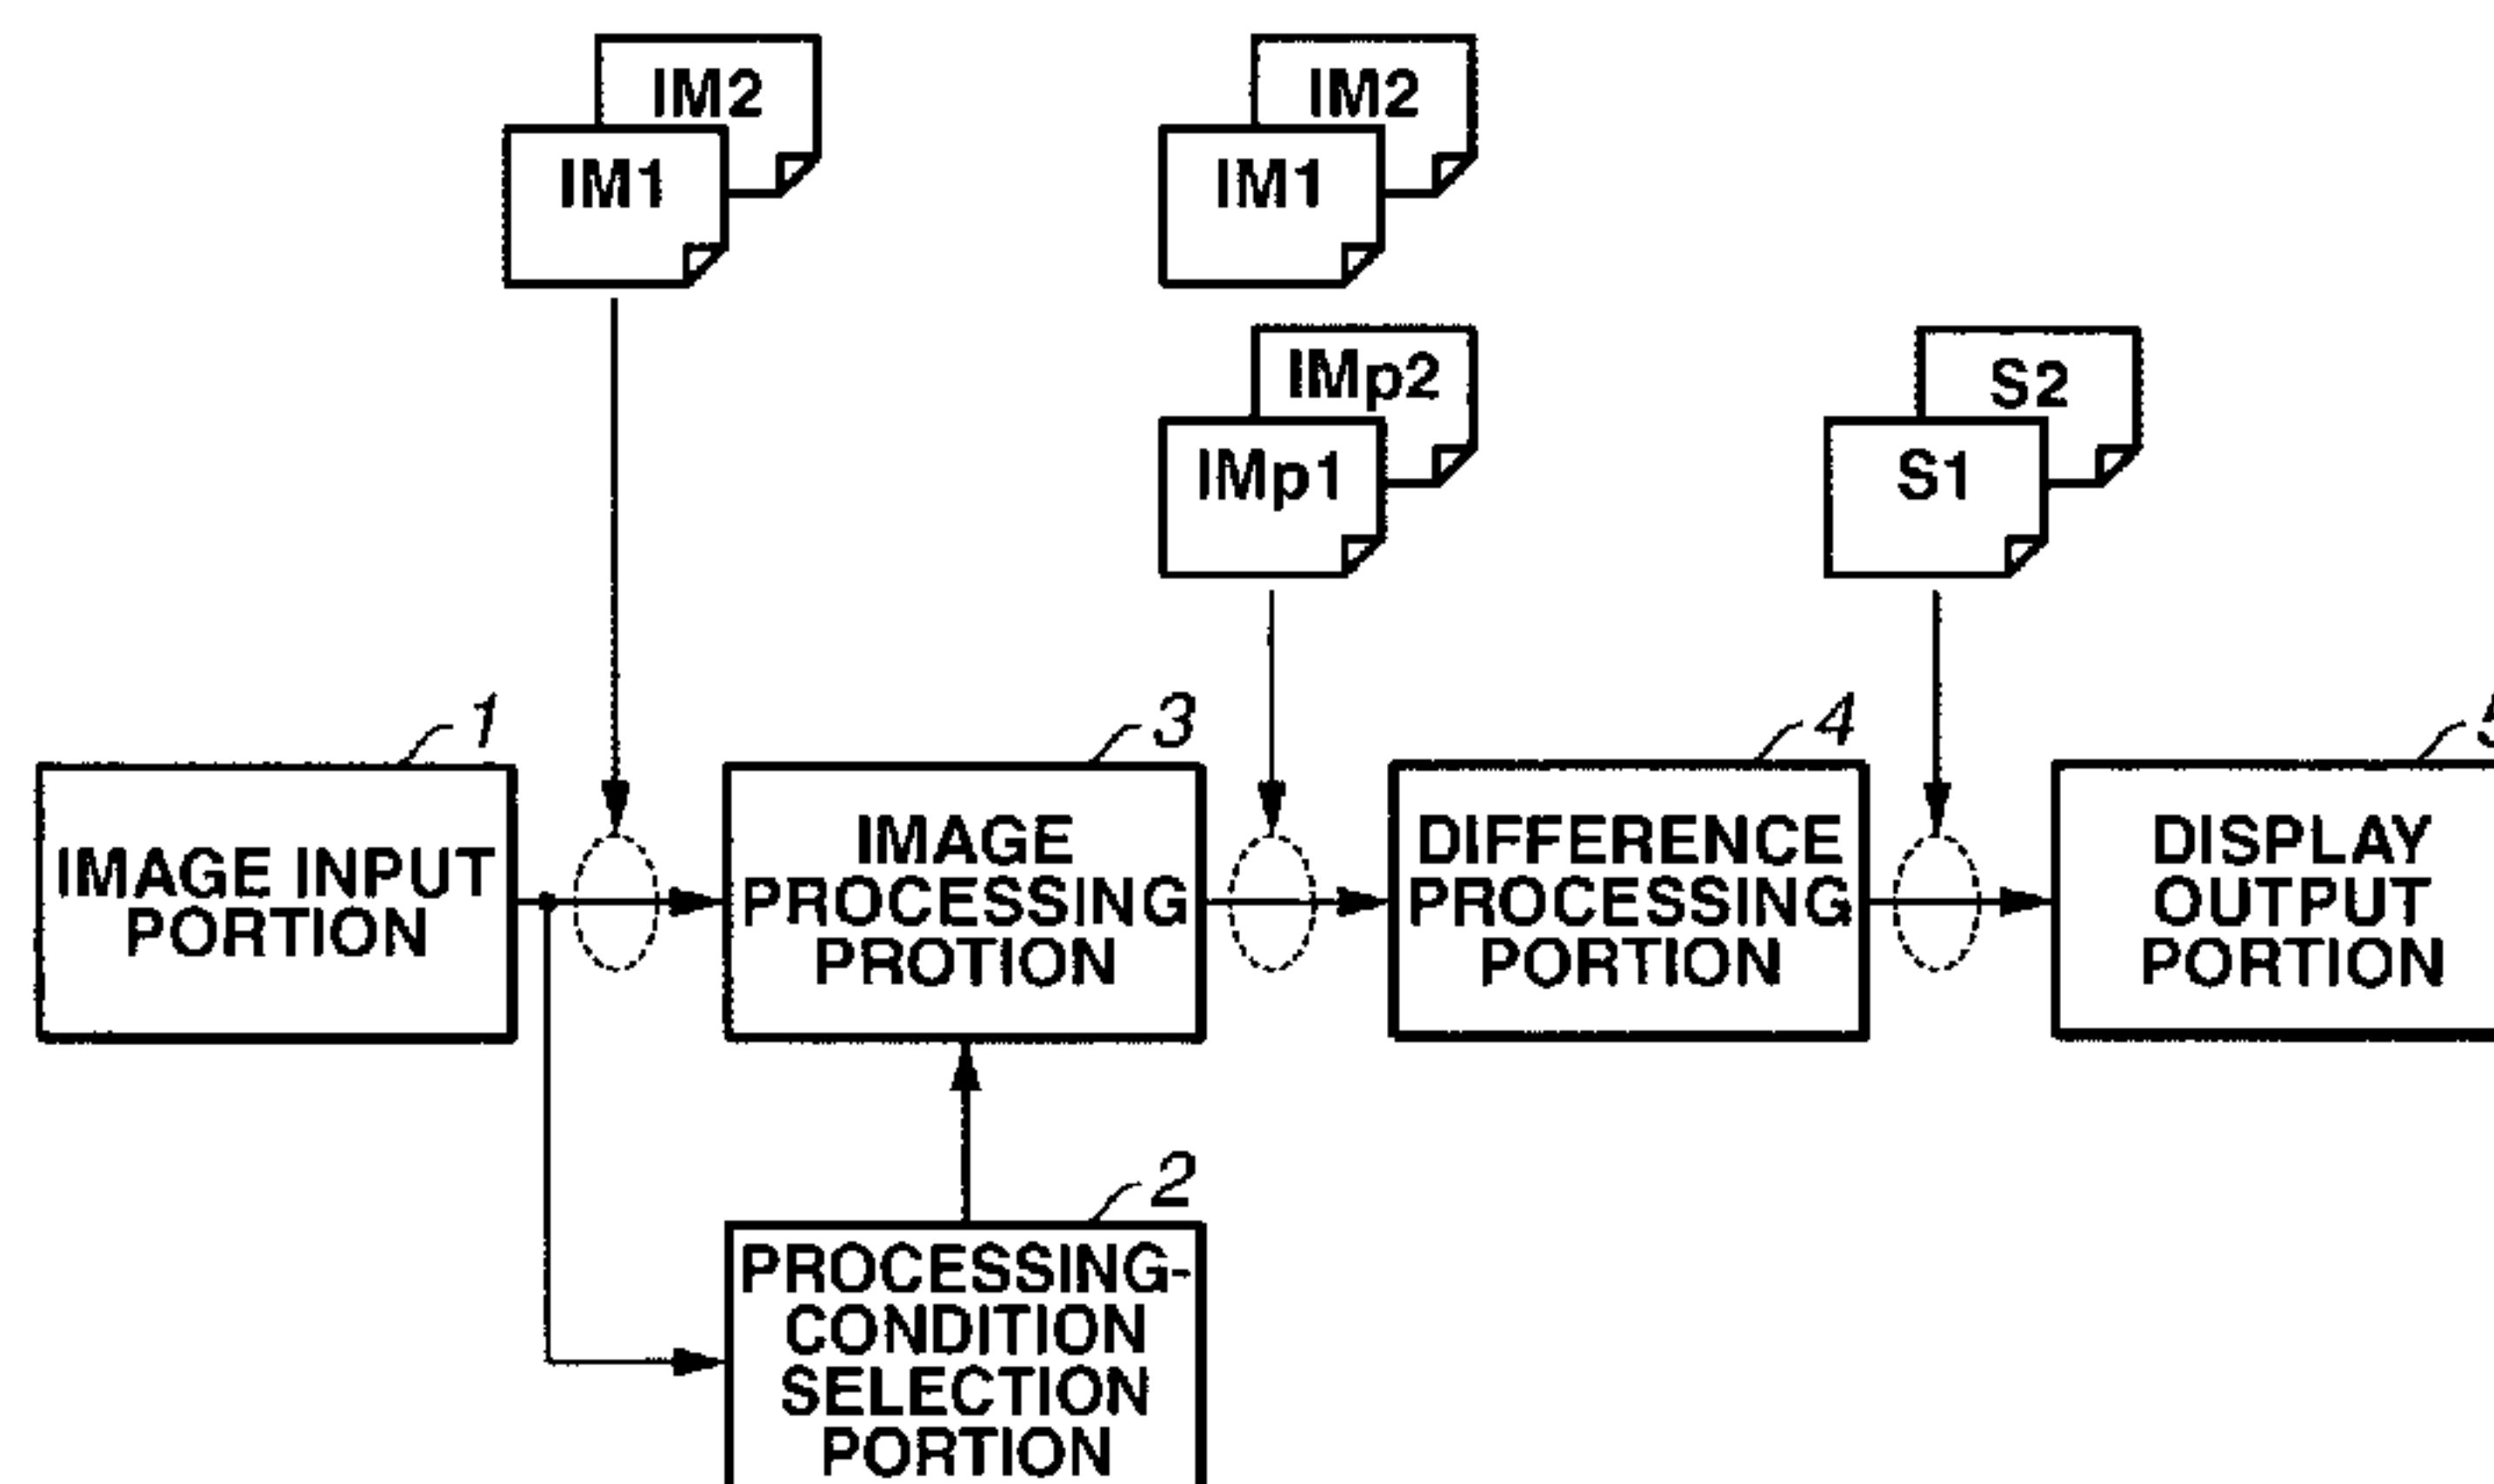 IM2
IM1
IM2
IM1
IMp2
IMp1
S2
S1
1
3
4
5
IMAGE INPUT
PORTION
IMAGE
PROCESSING
PROTION
DIFFERENCE
PROCESSING
PORTION
DISPLAY
OUTPUT
PORTION
2
PROCESSING-
CONDITION
SELECTION
PORTION